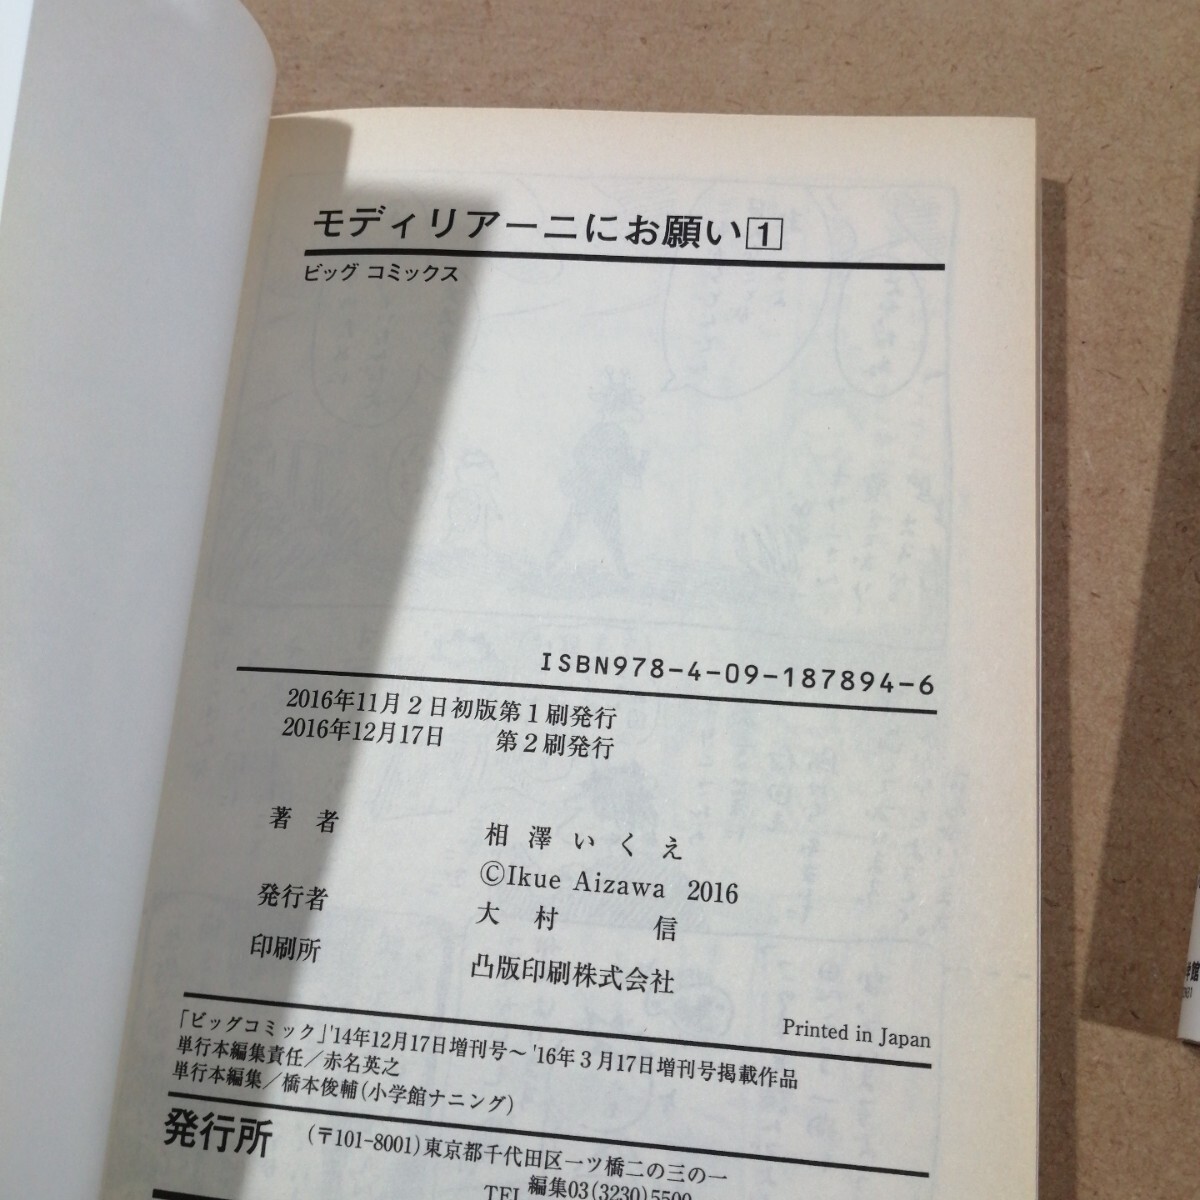 モディリアーニにお願い1
ビッグ コミックス
ISBN978-4-09-187894-6
2016年11月2日初版第1刷発行
2016年12月17日 第2刷発行
著者 相澤いくえ
©Ikue Aizawa 2016
発行者 大村 信
印刷所 凸版印刷株式会社
Printed in Japan
「ビッグコミック」'14年12月17日増刊号～'16年3月17日増刊号掲載作品
単行本編集責任/赤名英之
単行本編集/橋本俊輔(小学館ナニング)
発行所 (〒101-8001)東京都千代田区一ツ橋二の三の一
TEL 編集03(3230)5500